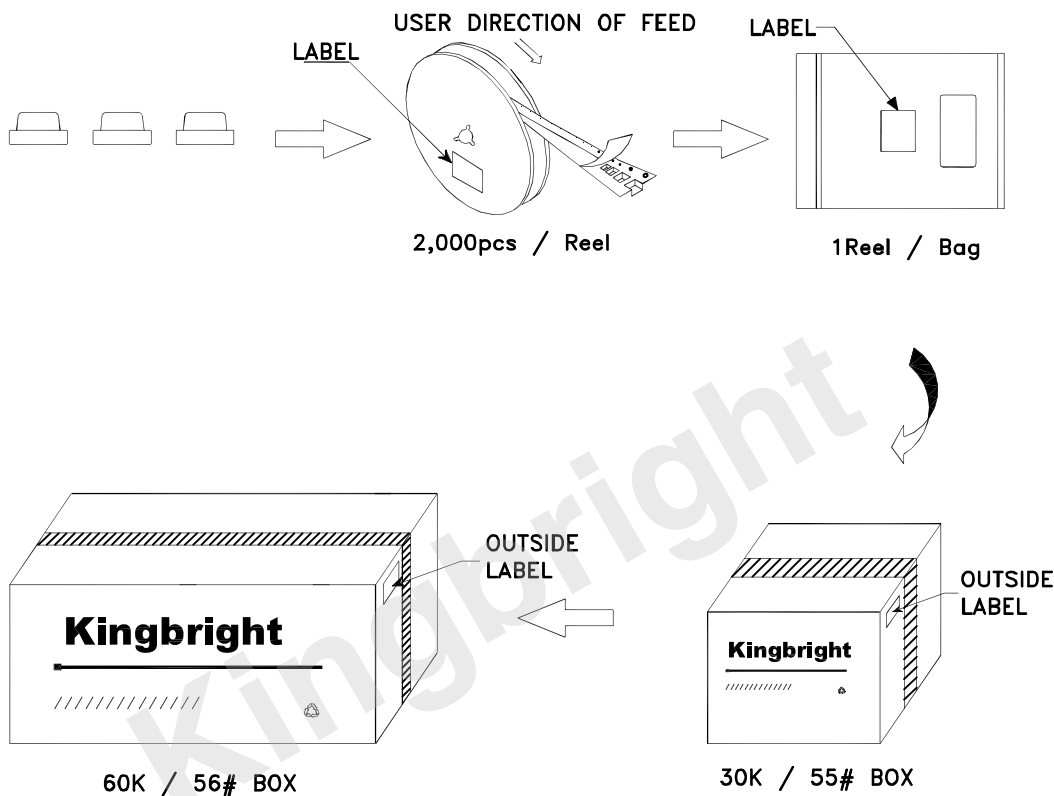 USER DIRECTION OF FEED
LABEL
LABEL
2,000pcs / Reel
1Reel / Bag
OUTSIDE
LABEL
OUTSIDE
LABEL
Kingbright
Kingbright
60K / 56# BOX
30K / 55# BOX
Kingbright